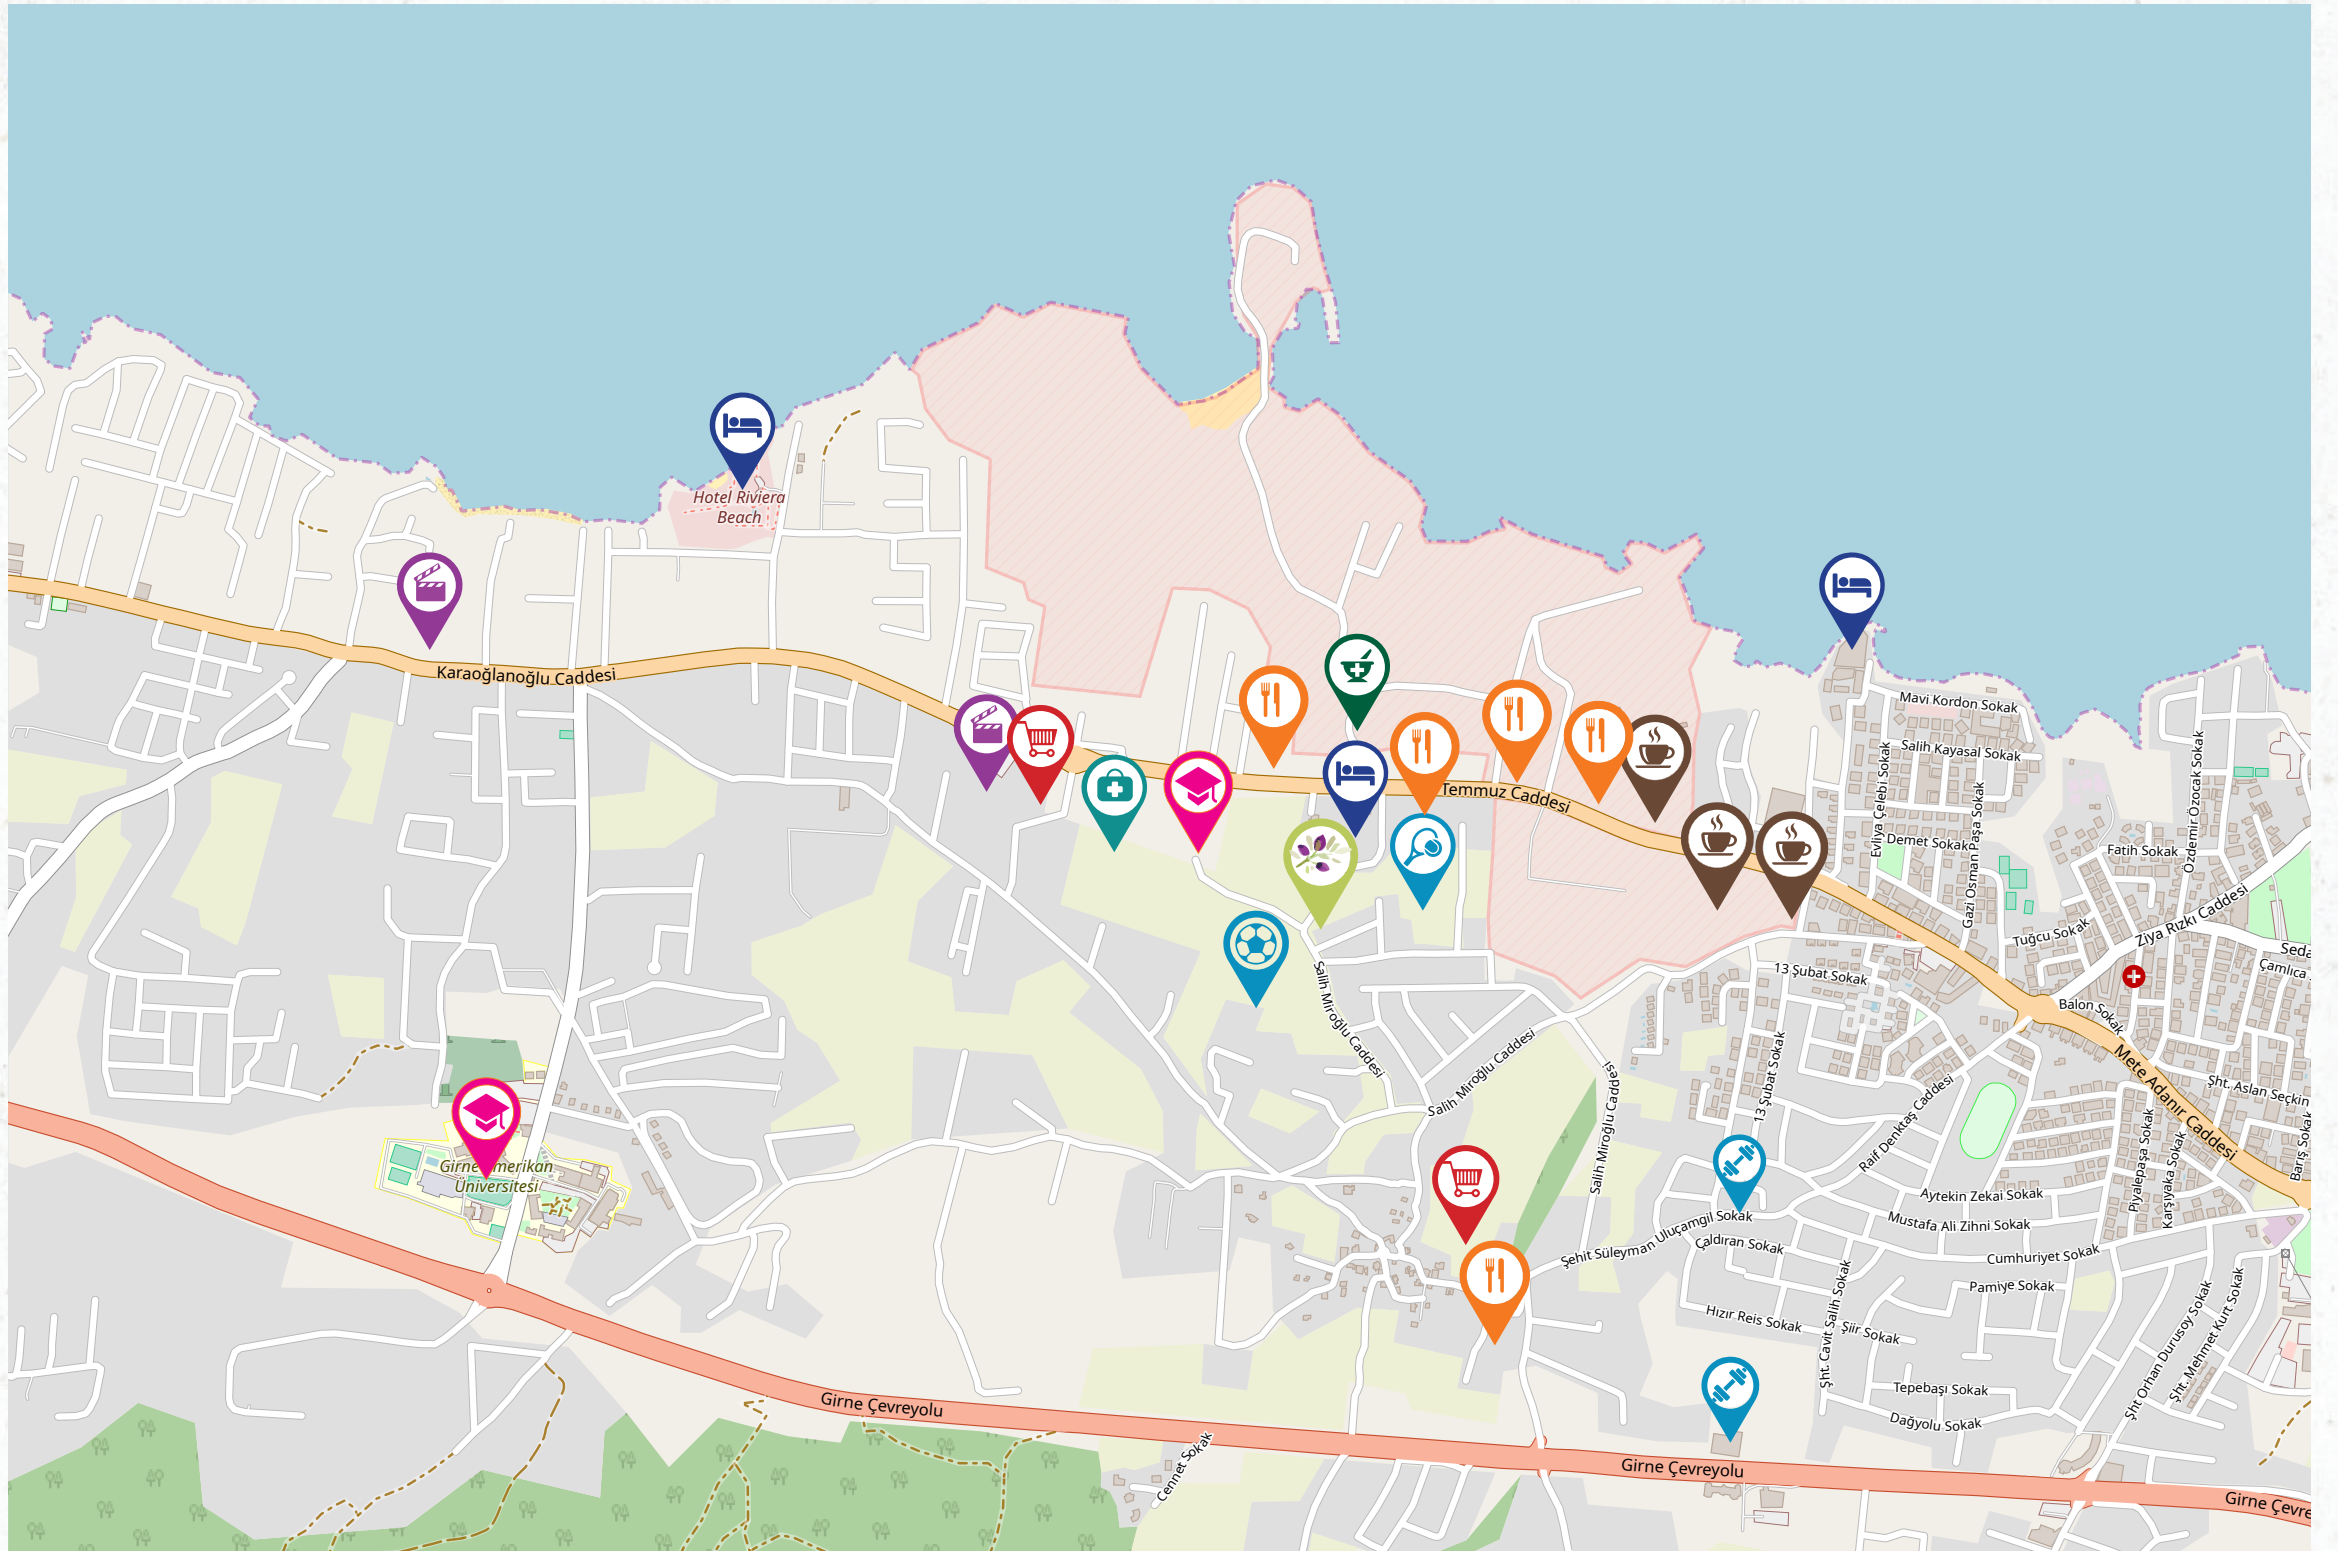 Hotel Riviera
Beach
Karaoğlanoğlu Caddesi
Temmuz Caddesi
Mavi Kordon Sokak
Salih Kayasal Sokak
Evliya Çelebi Sokak
Demet Sokak
Gazi Osman Paşa Sokak
Özdemir Özocak Sokak
Fatih Sokak
Ziya Rızkı Caddesi
Tuğcu Sokak
Seda
Çamlıca
13 Şubat Sokak
Balon Sokak
Salih Miroğlu Caddesi
Salih Miroğlu Caddesi
Salih Miroğlu Caddesi
13 Şubat Sokak
Raif Denktaş Caddesi
Mete Adanır Caddesi
Şht. Aslan Seçkin
Barış Sokak
Piyalepaşa Sokak
Karşıyaka Sokak
Girne Amerikan
Üniversitesi
Aytekin Zekai Sokak
Mustafa Ali Zihni Sokak
Şehit Süleyman Uluçamgil Sokak
Çaldıran Sokak
Cumhuriyet Sokak
Pamiye Sokak
Hızır Reis Sokak
Şiir Sokak
Şht. Cavit Salih Sokak
Şht Orhan Durusoy Sokak
Şht. Mehmet Kurt Sokak
Tepebaşı Sokak
Dağyolu Sokak
Girne Çevreyolu
Cennet Sokak
Girne Çevreyolu
Girne Çevre